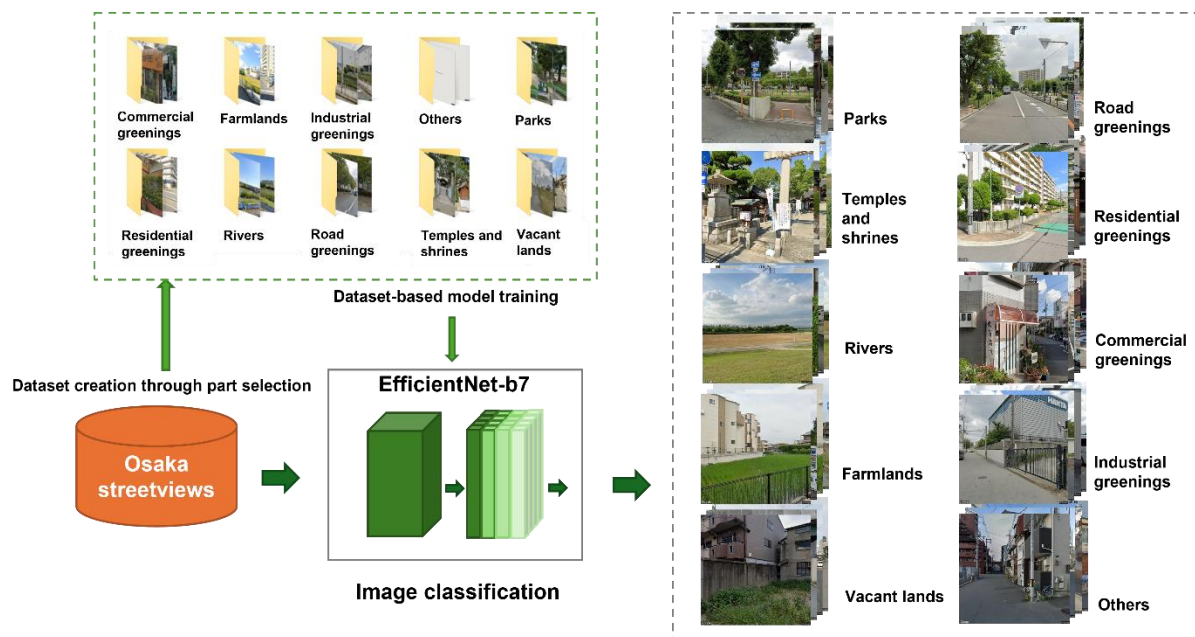 Commercial
greenings
Farmlands
Industrial
greenings
Others
Parks
Residential
greenings
Rivers
Road
greenings
Temples and
shrines
Vacant
lands
Dataset-based model training
Dataset creation through part selection
Osaka
streetviews
EfficientNet-b7
Image classification
Parks
Road
greenings
Temples
and
shrines
Residential
greenings
Rivers
Commercial
greenings
Farmlands
Industrial
greenings
Vacant lands
Others